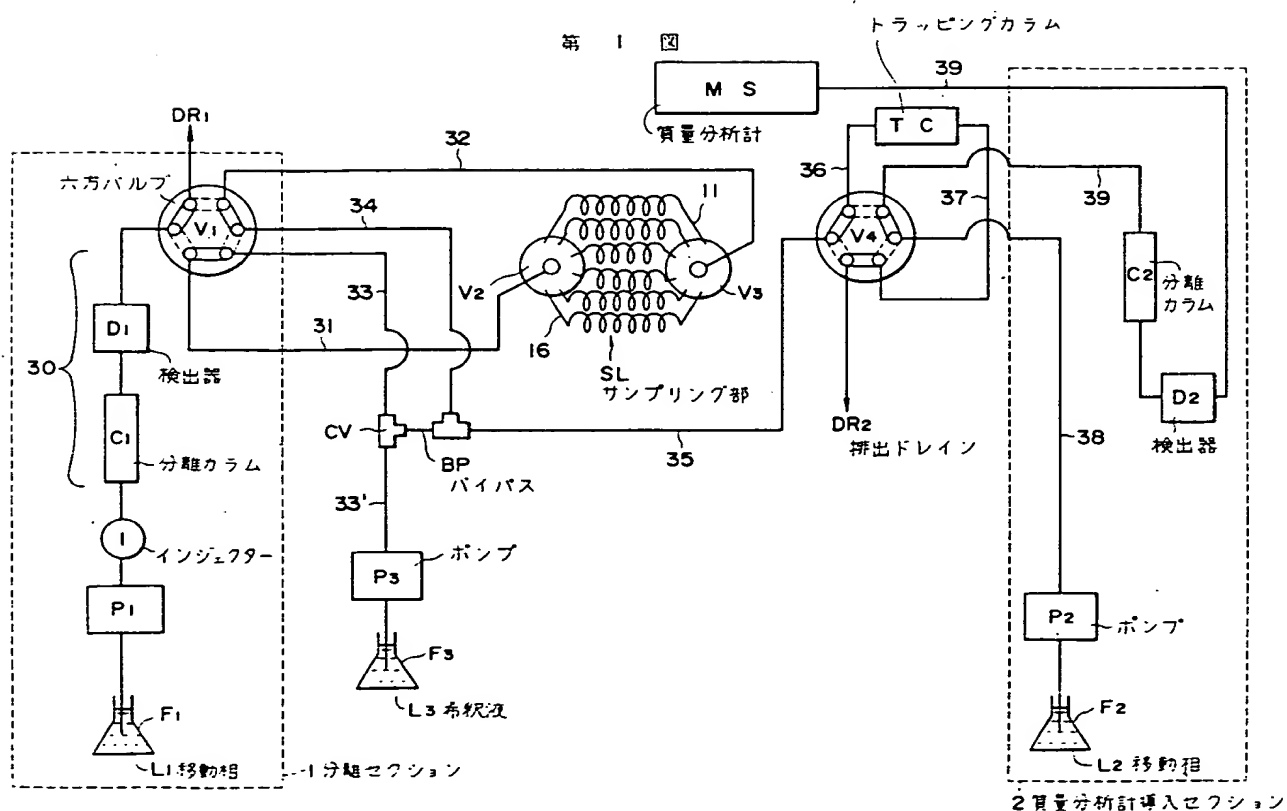 第 1 図
トラッピングカラム
M S
39
質量分析計
T C
DR1
32
36
37
39
六方バルブ
V1
34
11
V4
V2
V3
33
31
16
SL
サンプリング部
C2
分離カラム
30
D1
検出器
CV
BP
バイパス
35
DR2
排出ドレイン
D2
検出器
38
C1
分離カラム
33'
I
インジェクター
P3
ポンプ
P1
P2
ポンプ
F3
L3 希釈液
F1
L1 移動相
1 分離セクション
F2
L2 移動相
2 質量分析計導入セクション